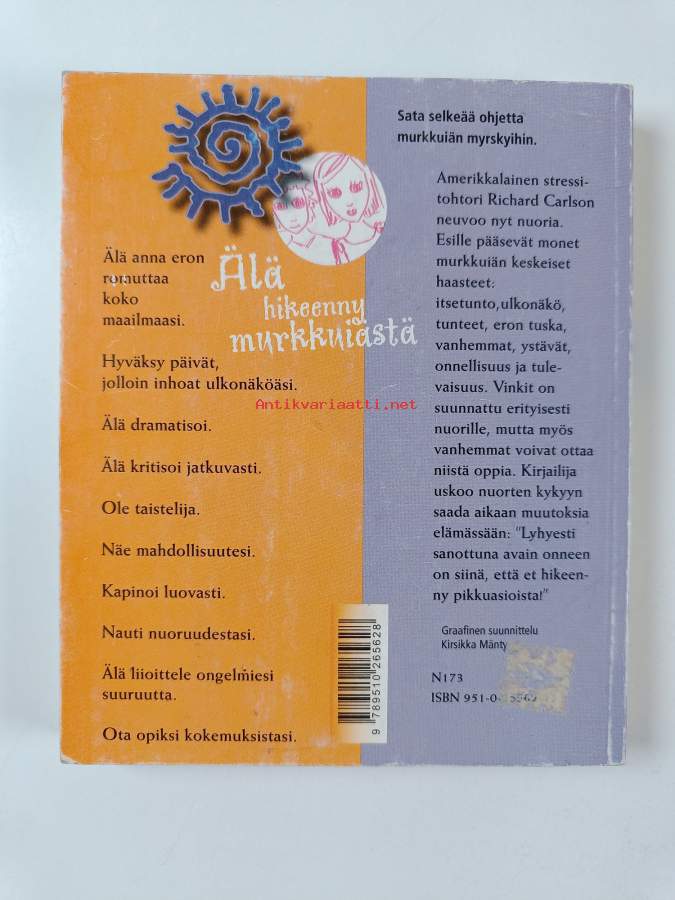 Sata selkeää ohjetta
murkkuiän myrskyihin.
Älä
hikeenny
murkkuiästä
Älä anna eron
romuttaa
koko
maailmaasi.
Hyväksy päivät,
jolloin inhoat ulkonäköäsi.
Älä dramatisoi.
Älä kritisoi jatkuvasti.
Ole taistelija.
Näe mahdollisuutesi.
Kapinoi luovasti.
Nauti nuoruudestasi.
Älä liioittele ongelmiesi
suuruutta.
Ota opiksi kokemuksistasi.
Amerikkalainen stressi-
tohtori Richard Carlson
neuvoo nyt nuoria.
Esille pääsevät monet
murkkuiän keskeiset
haasteet:
itsetunto,ulkonäkö,
tunteet, eron tuska,
vanhemmat, ystävät,
onnellisuus ja tule-
vaisuus. Vinkit on
suunnattu erityisesti
nuorille, mutta myös
vanhemmat voivat ottaa
niistä oppia. Kirjailija
uskoo nuorten kykyyn
saada aikaan muutoksia
elämässään: "Lyhyesti
sanottuna avain onneen
on siinä, että et hikeen-
ny pikkuasioista!"
Graafinen suunnittelu
Kirsikka Mänty
N173
ISBN 951-0-
9 789510 265628
Antikvariaatti.net